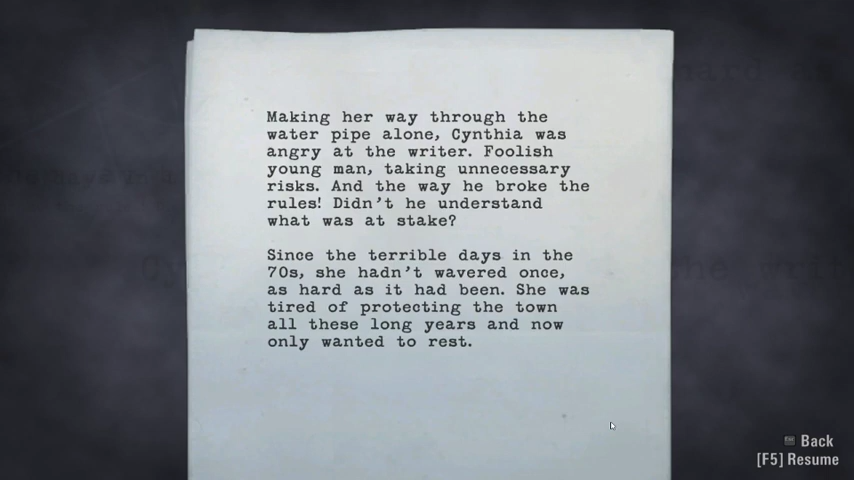 Making her way through the
water pipe alone, Cynthia was
angry at the writer. Foolish
young man, taking unnecessary
risks. And the way he broke the
rules! Didn't he understand
what was at stake?
Since the terrible days in the
70s, she hadn't wavered once,
as hard as it had been. She was
tired of protecting the town
all these long years and now
only wanted to rest.
Back
[F5] Resume